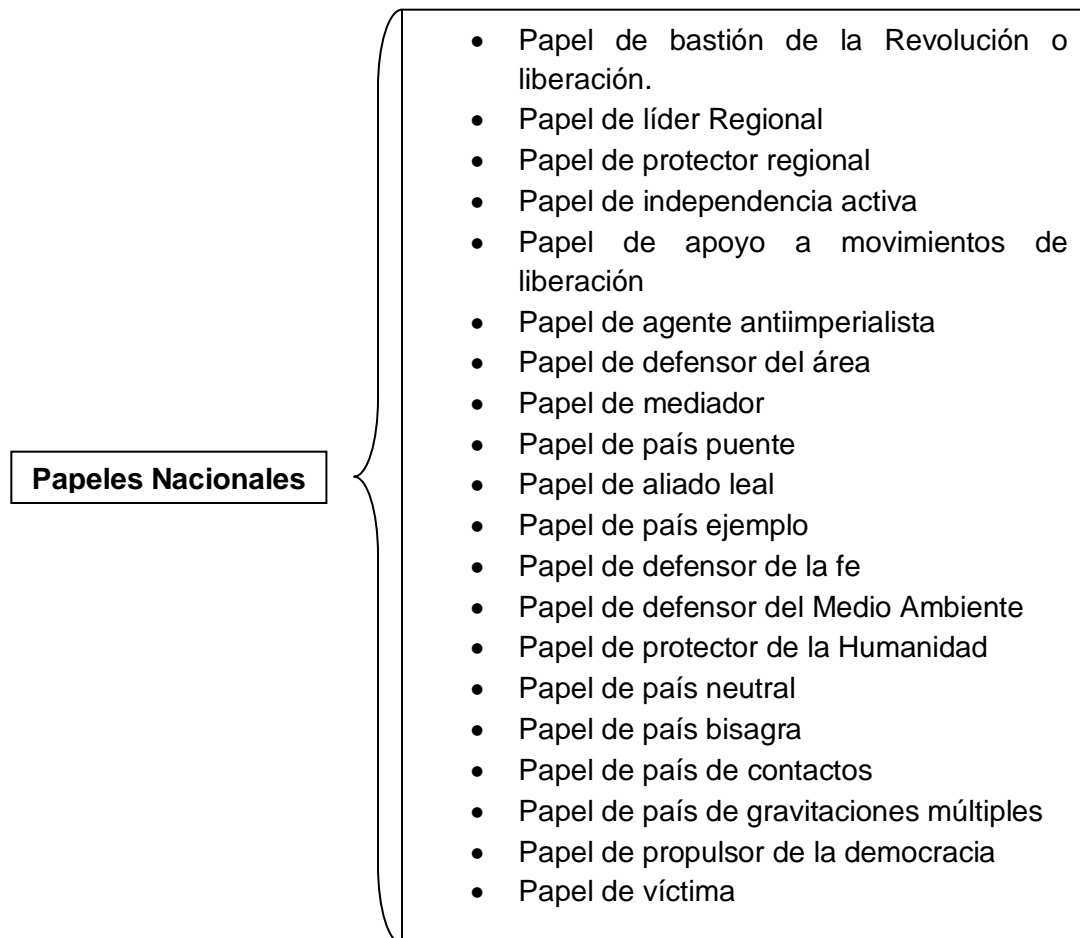 Papeles Nacionales
• Papel de bastión de la Revolución o
liberación.
• Papel de líder Regional
• Papel de protector regional
• Papel de independencia activa
• Papel de apoyo a movimientos de
liberación
• Papel de agente antiimperialista
• Papel de defensor del área
• Papel de mediador
• Papel de país puente
• Papel de aliado leal
• Papel de país ejemplo
• Papel de defensor de la fe
• Papel de defensor del Medio Ambiente
• Papel de protector de la Humanidad
• Papel de país neutral
• Papel de país bisagra
• Papel de país de contactos
• Papel de país de gravitaciones múltiples
• Papel de propulsor de la democracia
• Papel de víctima